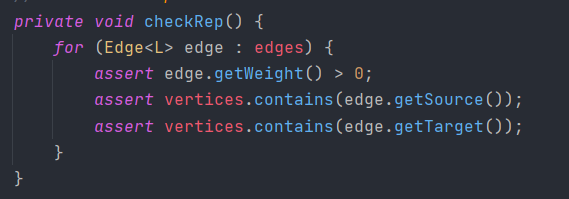 private void checkRep() {
    for (Edge<L> edge : edges) {
        assert edge.getWeight() > 0;
        assert vertices.contains(edge.getSource());
        assert vertices.contains(edge.getTarget());
    }
}